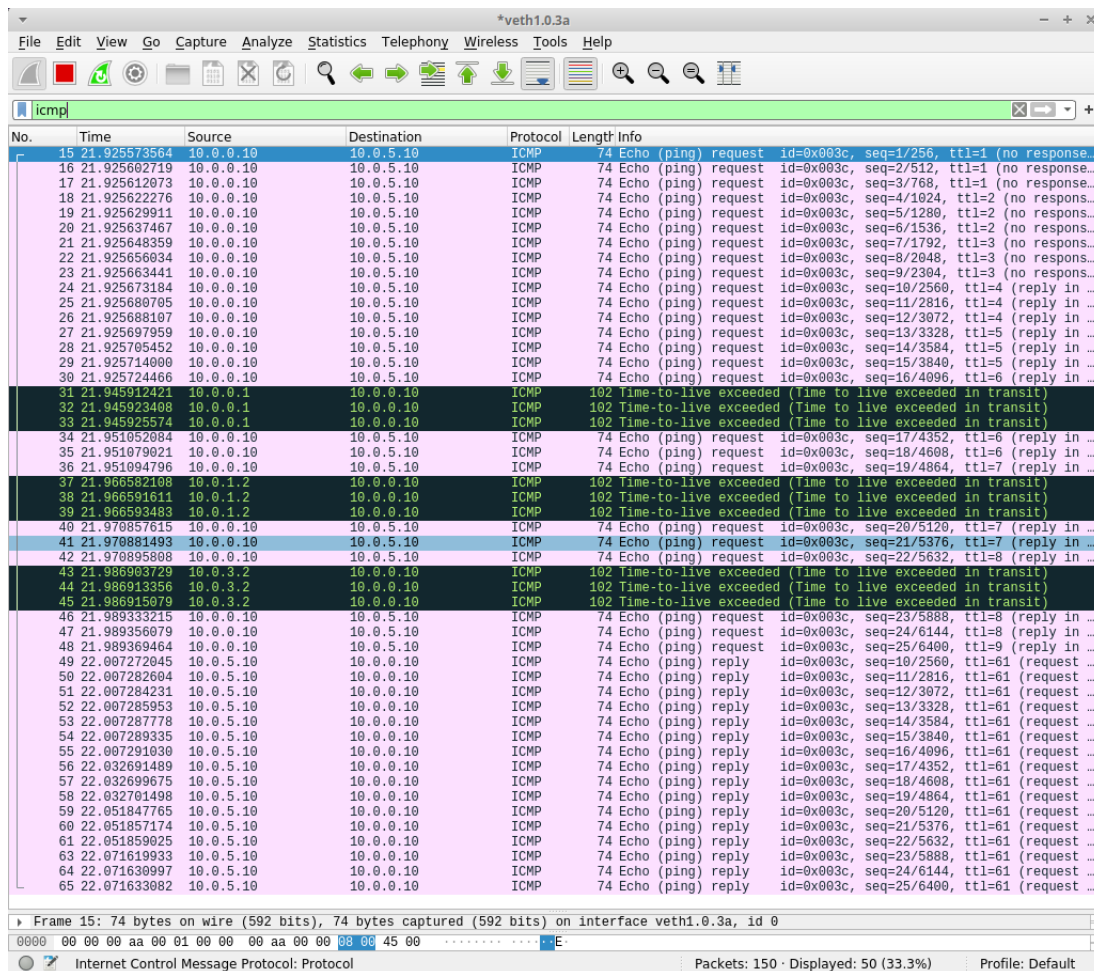 *veth1.0.3a
File Edit View Go Capture Analyze Statistics Telephony Wireless Tools Help
icmp
No. Time Source Destination Protocol Length Info
15 21.925573564 10.0.0.10 10.0.5.10 ICMP 74 Echo (ping) request id=0x003c, seq=1/256, ttl=1 (no response…
16 21.925602719 10.0.0.10 10.0.5.10 ICMP 74 Echo (ping) request id=0x003c, seq=2/512, ttl=1 (no response…
17 21.925612073 10.0.0.10 10.0.5.10 ICMP 74 Echo (ping) request id=0x003c, seq=3/768, ttl=1 (no response…
18 21.925622276 10.0.0.10 10.0.5.10 ICMP 74 Echo (ping) request id=0x003c, seq=4/1024, ttl=2 (no respons…
19 21.925629911 10.0.0.10 10.0.5.10 ICMP 74 Echo (ping) request id=0x003c, seq=5/1280, ttl=2 (no respons…
20 21.925637467 10.0.0.10 10.0.5.10 ICMP 74 Echo (ping) request id=0x003c, seq=6/1536, ttl=2 (no respons…
21 21.925648359 10.0.0.10 10.0.5.10 ICMP 74 Echo (ping) request id=0x003c, seq=7/1792, ttl=3 (no respons…
22 21.925656034 10.0.0.10 10.0.5.10 ICMP 74 Echo (ping) request id=0x003c, seq=8/2048, ttl=3 (no respons…
23 21.925663441 10.0.0.10 10.0.5.10 ICMP 74 Echo (ping) request id=0x003c, seq=9/2304, ttl=3 (no respons…
24 21.925673184 10.0.0.10 10.0.5.10 ICMP 74 Echo (ping) request id=0x003c, seq=10/2560, ttl=4 (reply in …
25 21.925680705 10.0.0.10 10.0.5.10 ICMP 74 Echo (ping) request id=0x003c, seq=11/2816, ttl=4 (reply in …
26 21.925688107 10.0.0.10 10.0.5.10 ICMP 74 Echo (ping) request id=0x003c, seq=12/3072, ttl=4 (reply in …
27 21.925697959 10.0.0.10 10.0.5.10 ICMP 74 Echo (ping) request id=0x003c, seq=13/3328, ttl=5 (reply in …
28 21.925705452 10.0.0.10 10.0.5.10 ICMP 74 Echo (ping) request id=0x003c, seq=14/3584, ttl=5 (reply in …
29 21.925714000 10.0.0.10 10.0.5.10 ICMP 74 Echo (ping) request id=0x003c, seq=15/3840, ttl=5 (reply in …
30 21.925724466 10.0.0.10 10.0.5.10 ICMP 74 Echo (ping) request id=0x003c, seq=16/4096, ttl=6 (reply in …
31 21.945912421 10.0.0.1 10.0.0.10 ICMP 102 Time-to-live exceeded (Time to live exceeded in transit)
32 21.945923408 10.0.0.1 10.0.0.10 ICMP 102 Time-to-live exceeded (Time to live exceeded in transit)
33 21.945925574 10.0.0.1 10.0.0.10 ICMP 102 Time-to-live exceeded (Time to live exceeded in transit)
34 21.951052084 10.0.0.10 10.0.5.10 ICMP 74 Echo (ping) request id=0x003c, seq=17/4352, ttl=6 (reply in …
35 21.951079021 10.0.0.10 10.0.5.10 ICMP 74 Echo (ping) request id=0x003c, seq=18/4608, ttl=6 (reply in …
36 21.951094796 10.0.0.10 10.0.5.10 ICMP 74 Echo (ping) request id=0x003c, seq=19/4864, ttl=7 (reply in …
37 21.966582108 10.0.1.2 10.0.0.10 ICMP 102 Time-to-live exceeded (Time to live exceeded in transit)
38 21.966591611 10.0.1.2 10.0.0.10 ICMP 102 Time-to-live exceeded (Time to live exceeded in transit)
39 21.966593483 10.0.1.2 10.0.0.10 ICMP 102 Time-to-live exceeded (Time to live exceeded in transit)
40 21.970857615 10.0.0.10 10.0.5.10 ICMP 74 Echo (ping) request id=0x003c, seq=20/5120, ttl=7 (reply in …
41 21.970881493 10.0.0.10 10.0.5.10 ICMP 74 Echo (ping) request id=0x003c, seq=21/5376, ttl=7 (reply in …
42 21.970895808 10.0.0.10 10.0.5.10 ICMP 74 Echo (ping) request id=0x003c, seq=22/5632, ttl=8 (reply in …
43 21.986903729 10.0.3.2 10.0.0.10 ICMP 102 Time-to-live exceeded (Time to live exceeded in transit)
44 21.986913356 10.0.3.2 10.0.0.10 ICMP 102 Time-to-live exceeded (Time to live exceeded in transit)
45 21.986915079 10.0.3.2 10.0.0.10 ICMP 102 Time-to-live exceeded (Time to live exceeded in transit)
46 21.989333215 10.0.0.10 10.0.5.10 ICMP 74 Echo (ping) request id=0x003c, seq=23/5888, ttl=8 (reply in …
47 21.989356079 10.0.0.10 10.0.5.10 ICMP 74 Echo (ping) request id=0x003c, seq=24/6144, ttl=8 (reply in …
48 21.989369464 10.0.0.10 10.0.5.10 ICMP 74 Echo (ping) request id=0x003c, seq=25/6400, ttl=9 (reply in …
49 22.007272045 10.0.5.10 10.0.0.10 ICMP 74 Echo (ping) reply id=0x003c, seq=10/2560, ttl=61 (request …
50 22.007282604 10.0.5.10 10.0.0.10 ICMP 74 Echo (ping) reply id=0x003c, seq=11/2816, ttl=61 (request …
51 22.007284231 10.0.5.10 10.0.0.10 ICMP 74 Echo (ping) reply id=0x003c, seq=12/3072, ttl=61 (request …
52 22.007285953 10.0.5.10 10.0.0.10 ICMP 74 Echo (ping) reply id=0x003c, seq=13/3328, ttl=61 (request …
53 22.007287778 10.0.5.10 10.0.0.10 ICMP 74 Echo (ping) reply id=0x003c, seq=14/3584, ttl=61 (request …
54 22.007289335 10.0.5.10 10.0.0.10 ICMP 74 Echo (ping) reply id=0x003c, seq=15/3840, ttl=61 (request …
55 22.007291030 10.0.5.10 10.0.0.10 ICMP 74 Echo (ping) reply id=0x003c, seq=16/4096, ttl=61 (request …
56 22.032691489 10.0.5.10 10.0.0.10 ICMP 74 Echo (ping) reply id=0x003c, seq=17/4352, ttl=61 (request …
57 22.032699675 10.0.5.10 10.0.0.10 ICMP 74 Echo (ping) reply id=0x003c, seq=18/4608, ttl=61 (request …
58 22.032701498 10.0.5.10 10.0.0.10 ICMP 74 Echo (ping) reply id=0x003c, seq=19/4864, ttl=61 (request …
59 22.051847765 10.0.5.10 10.0.0.10 ICMP 74 Echo (ping) reply id=0x003c, seq=20/5120, ttl=61 (request …
60 22.051857174 10.0.5.10 10.0.0.10 ICMP 74 Echo (ping) reply id=0x003c, seq=21/5376, ttl=61 (request …
61 22.051859025 10.0.5.10 10.0.0.10 ICMP 74 Echo (ping) reply id=0x003c, seq=22/5632, ttl=61 (request …
63 22.071619933 10.0.5.10 10.0.0.10 ICMP 74 Echo (ping) reply id=0x003c, seq=23/5888, ttl=61 (request …
64 22.071630997 10.0.5.10 10.0.0.10 ICMP 74 Echo (ping) reply id=0x003c, seq=24/6144, ttl=61 (request …
65 22.071633082 10.0.5.10 10.0.0.10 ICMP 74 Echo (ping) reply id=0x003c, seq=25/6400, ttl=61 (request …
Frame 15: 74 bytes on wire (592 bits), 74 bytes captured (592 bits) on interface veth1.0.3a, id 0
0000 00 00 00 aa 00 01 00 00 00 aa 00 00 08 00 45 00 ········ ······E·
Internet Control Message Protocol: Protocol Packets: 150 · Displayed: 50 (33.3%) Profile: Default